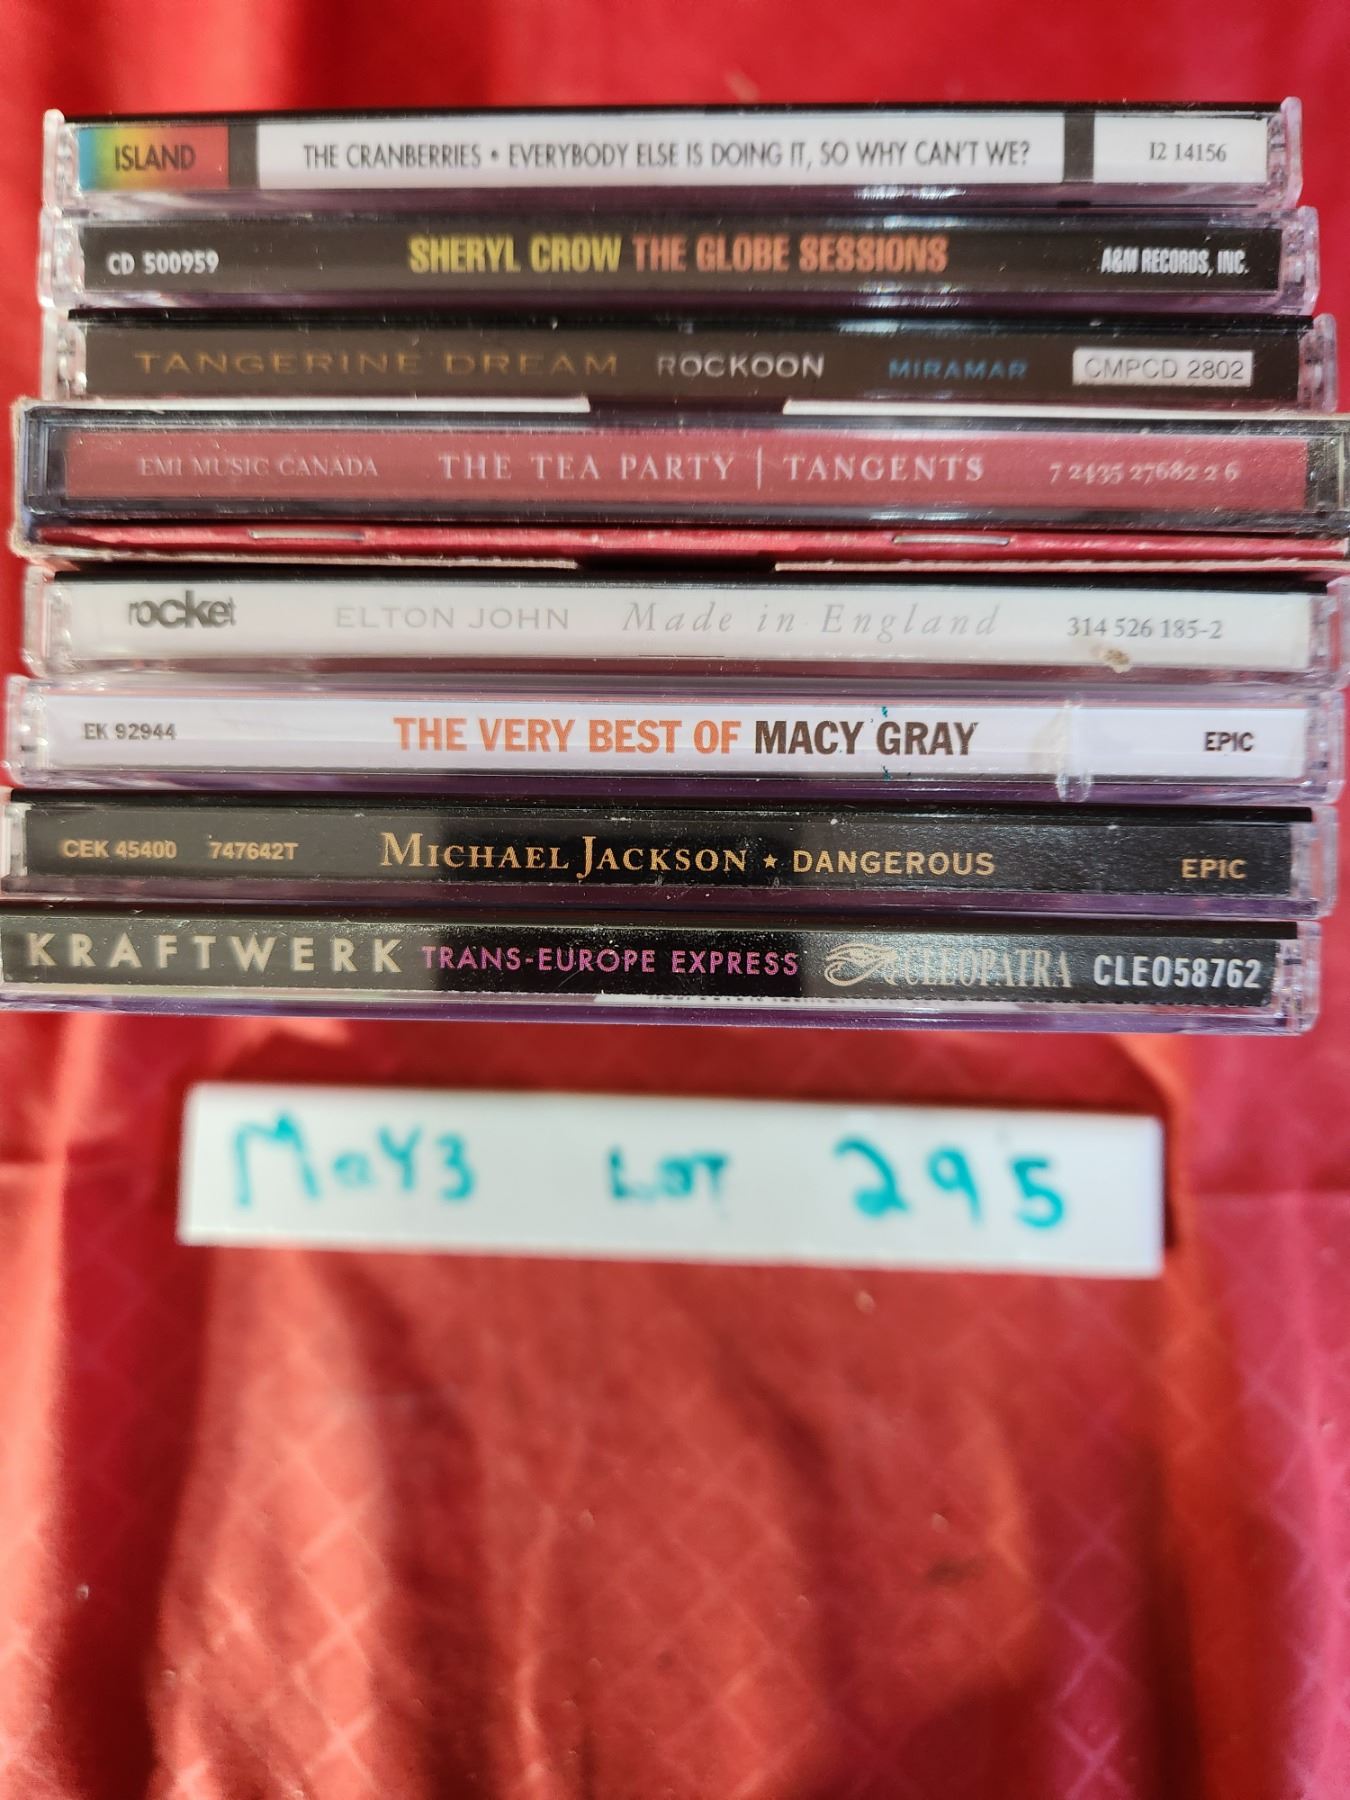 ISLAND THE CRANBERRIES • EVERYBODY ELSE IS DOING IT, SO WHY CAN'T WE? I2 14156
CD 500959 SHERYL CROW THE GLOBE SESSIONS A&M RECORDS, INC.
TANGERINE DREAM ROCKOON MIRAMAR CMPCD 2802
EMI MUSIC CANADA THE TEA PARTY | TANGENTS 7 2435 27682 2 6
rocket ELTON JOHN Made in England 314 526 185-2
EK 92944 THE VERY BEST OF MACY GRAY EPIC
CEK 45400 747642T MICHAEL JACKSON ★ DANGEROUS EPIC
KRAFTWERK TRANS-EUROPE EXPRESS CLEOPATRA CLE058762
MaY3 LOT 295